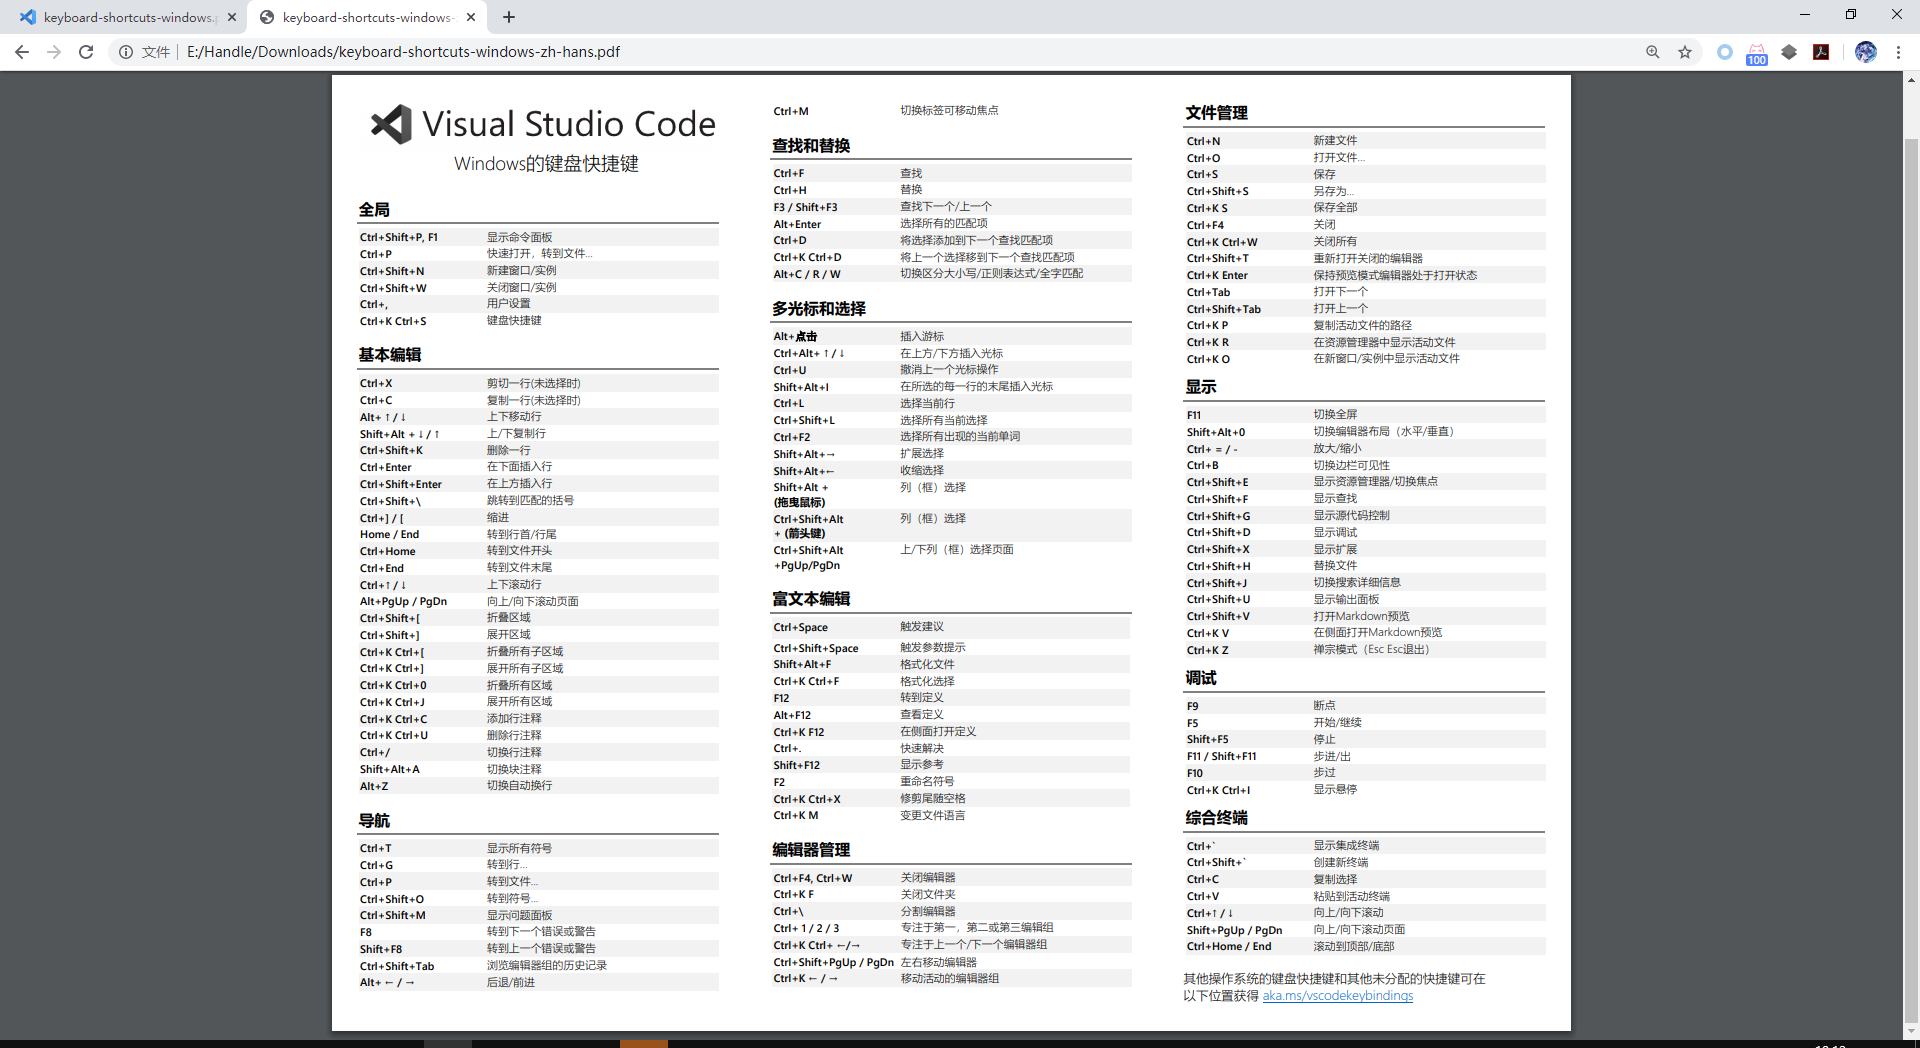 keyboard-shortcuts-windows.p
keyboard-shortcuts-windows-
文件 E:/Handle/Downloads/keyboard-shortcuts-windows-zh-hans.pdf
100
Visual Studio Code
Windows的键盘快捷键
全局
Ctrl+Shift+P, F1 显示命令面板
Ctrl+P 快速打开，转到文件...
Ctrl+Shift+N 新建窗口/实例
Ctrl+Shift+W 关闭窗口/实例
Ctrl+, 用户设置
Ctrl+K Ctrl+S 键盘快捷键
基本编辑
Ctrl+X 剪切一行(未选择时)
Ctrl+C 复制一行(未选择时)
Alt+ ↑ / ↓ 上下移动行
Shift+Alt + ↓ / ↑ 上/下复制行
Ctrl+Shift+K 删除一行
Ctrl+Enter 在下面插入行
Ctrl+Shift+Enter 在上方插入行
Ctrl+Shift+\ 跳转到匹配的括号
Ctrl+] / [ 缩进
Home / End 转到行首/行尾
Ctrl+Home 转到文件开头
Ctrl+End 转到文件末尾
Ctrl+↑ / ↓ 上下滚动行
Alt+PgUp / PgDn 向上/向下滚动页面
Ctrl+Shift+[ 折叠区域
Ctrl+Shift+] 展开区域
Ctrl+K Ctrl+[ 折叠所有子区域
Ctrl+K Ctrl+] 展开所有子区域
Ctrl+K Ctrl+0 折叠所有区域
Ctrl+K Ctrl+J 展开所有区域
Ctrl+K Ctrl+C 添加行注释
Ctrl+K Ctrl+U 删除行注释
Ctrl+/ 切换行注释
Shift+Alt+A 切换块注释
Alt+Z 切换自动换行
导航
Ctrl+T 显示所有符号
Ctrl+G 转到行...
Ctrl+P 转到文件...
Ctrl+Shift+O 转到符号...
Ctrl+Shift+M 显示问题面板
F8 转到下一个错误或警告
Shift+F8 转到上一个错误或警告
Ctrl+Shift+Tab 浏览编辑器组的历史记录
Alt+ ← / → 后退/前进
Ctrl+M 切换标签可移动焦点
查找和替换
Ctrl+F 查找
Ctrl+H 替换
F3 / Shift+F3 查找下一个/上一个
Alt+Enter 选择所有的匹配项
Ctrl+D 将选择添加到下一个查找匹配项
Ctrl+K Ctrl+D 将上一个选择移到下一个查找匹配项
Alt+C / R / W 切换区分大小写/正则表达式/全字匹配
多光标和选择
Alt+点击 插入游标
Ctrl+Alt+ ↑ / ↓ 在上方/下方插入光标
Ctrl+U 撤消上一个光标操作
Shift+Alt+I 在所选的每一行的末尾插入光标
Ctrl+L 选择当前行
Ctrl+Shift+L 选择所有当前选择
Ctrl+F2 选择所有出现的当前单词
Shift+Alt+→ 扩展选择
Shift+Alt+← 收缩选择
Shift+Alt + 列（框）选择
(拖曳鼠标)
Ctrl+Shift+Alt 列（框）选择
+ (箭头键)
Ctrl+Shift+Alt 上/下列（框）选择页面
+PgUp/PgDn
富文本编辑
Ctrl+Space 触发建议
Ctrl+Shift+Space 触发参数提示
Shift+Alt+F 格式化文件
Ctrl+K Ctrl+F 格式化选择
F12 转到定义
Alt+F12 查看定义
Ctrl+K F12 在侧面打开定义
Ctrl+. 快速解决
Shift+F12 显示参考
F2 重命名符号
Ctrl+K Ctrl+X 修剪尾随空格
Ctrl+K M 变更文件语言
编辑器管理
Ctrl+F4, Ctrl+W 关闭编辑器
Ctrl+K F 关闭文件夹
Ctrl+\ 分割编辑器
Ctrl+ 1 / 2 / 3 专注于第一，第二或第三编辑组
Ctrl+K Ctrl+ ←/→ 专注于上一个/下一个编辑器组
Ctrl+Shift+PgUp / PgDn 左右移动编辑器
Ctrl+K ← / → 移动活动的编辑器组
文件管理
Ctrl+N 新建文件
Ctrl+O 打开文件...
Ctrl+S 保存
Ctrl+Shift+S 另存为...
Ctrl+K S 保存全部
Ctrl+F4 关闭
Ctrl+K Ctrl+W 关闭所有
Ctrl+Shift+T 重新打开关闭的编辑器
Ctrl+K Enter 保持预览模式编辑器处于打开状态
Ctrl+Tab 打开下一个
Ctrl+Shift+Tab 打开上一个
Ctrl+K P 复制活动文件的路径
Ctrl+K R 在资源管理器中显示活动文件
Ctrl+K O 在新窗口/实例中显示活动文件
显示
F11 切换全屏
Shift+Alt+0 切换编辑器布局（水平/垂直）
Ctrl+ = / - 放大/缩小
Ctrl+B 切换边栏可见性
Ctrl+Shift+E 显示资源管理器/切换焦点
Ctrl+Shift+F 显示查找
Ctrl+Shift+G 显示源代码控制
Ctrl+Shift+D 显示调试
Ctrl+Shift+X 显示扩展
Ctrl+Shift+H 替换文件
Ctrl+Shift+J 切换搜索详细信息
Ctrl+Shift+U 显示输出面板
Ctrl+Shift+V 打开Markdown预览
Ctrl+K V 在侧面打开Markdown预览
Ctrl+K Z 禅宗模式（Esc Esc退出）
调试
F9 断点
F5 开始/继续
Shift+F5 停止
F11 / Shift+F11 步进/出
F10 步过
Ctrl+K Ctrl+I 显示悬停
综合终端
Ctrl+` 显示集成终端
Ctrl+Shift+` 创建新终端
Ctrl+C 复制选择
Ctrl+V 粘贴到活动终端
Ctrl+↑ / ↓ 向上/向下滚动
Shift+PgUp / PgDn 向上/向下滚动页面
Ctrl+Home / End 滚动到顶部/底部
其他操作系统的键盘快捷键和其他未分配的快捷键可在
以下位置获得 aka.ms/vscodekeybindings